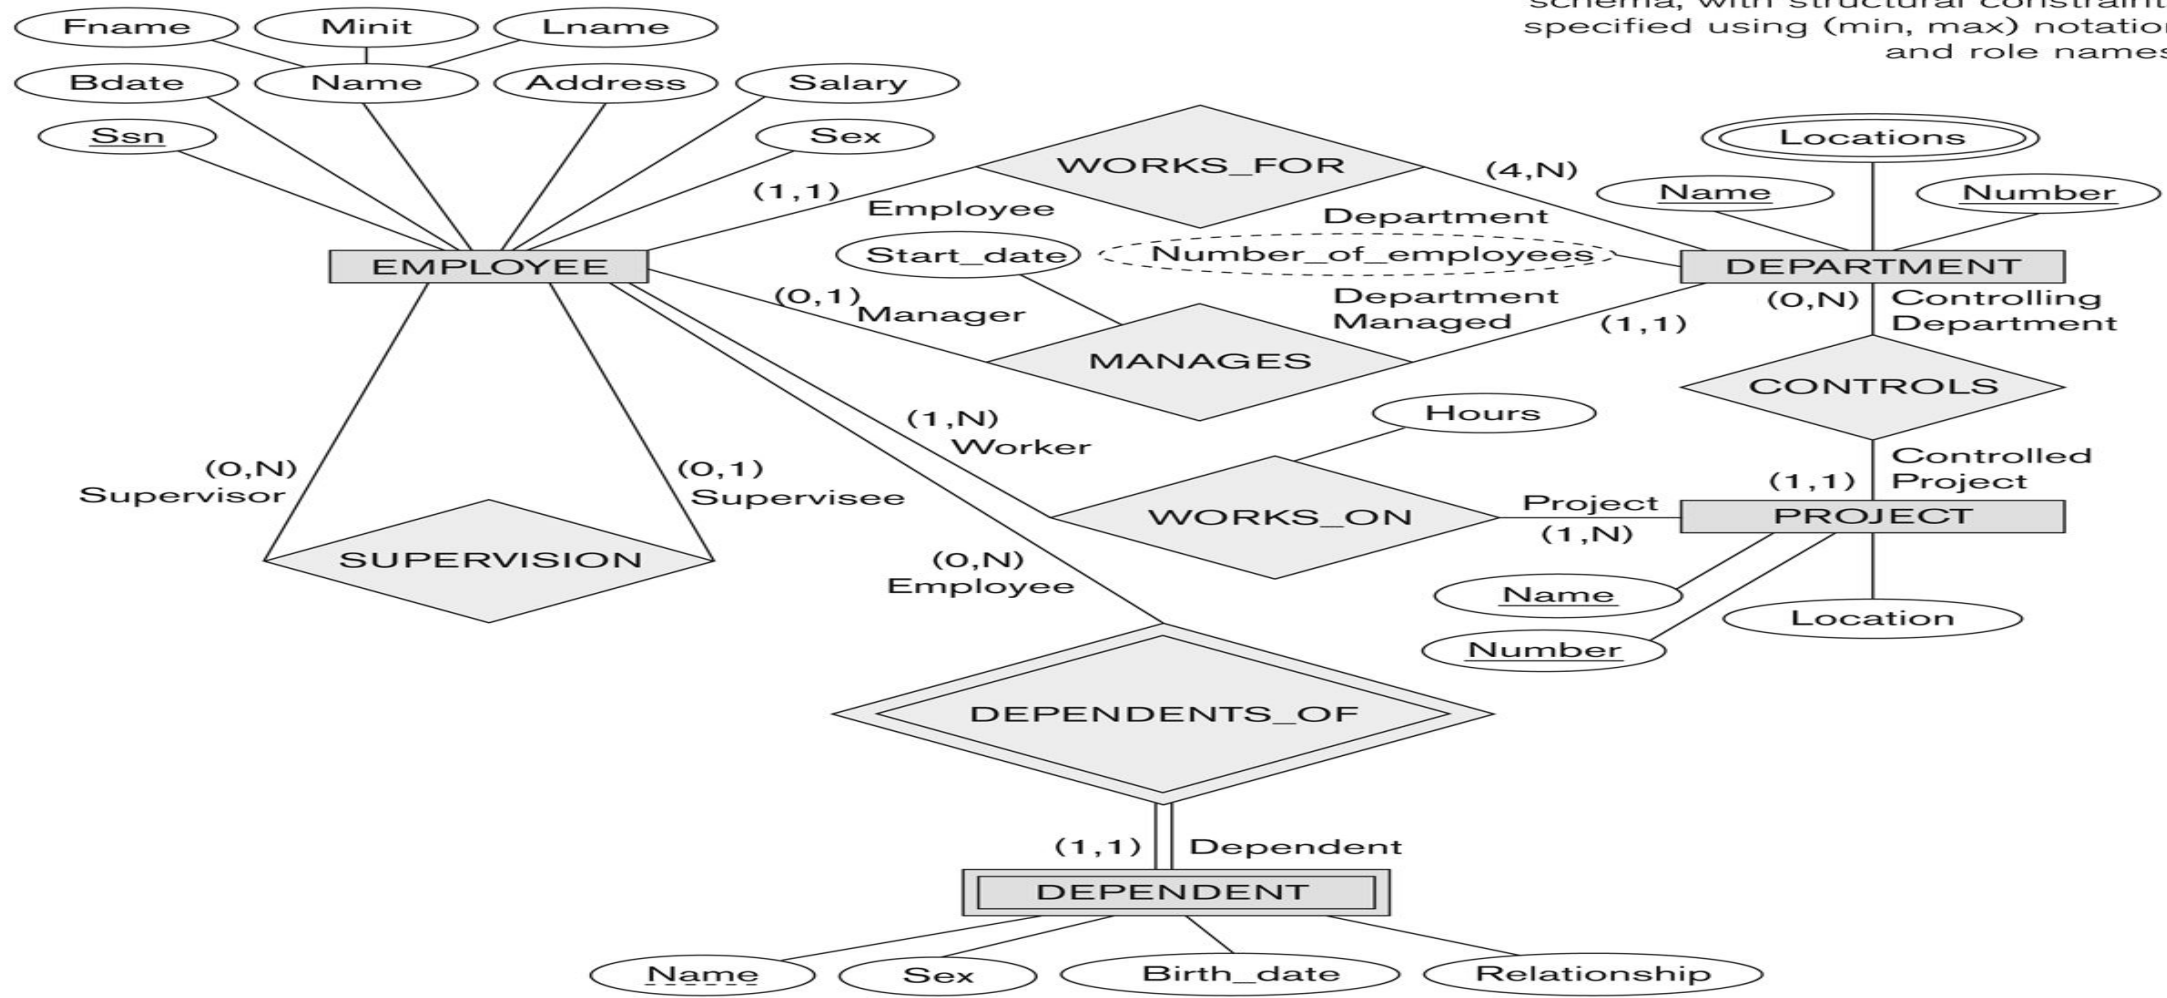 schema, with structural constraint
specified using (min, max) notation
and role names
Fname
Minit
Lname
Bdate
Name
Address
Salary
Ssn
Sex
WORKS_FOR
Locations
(1,1)
Employee
(4,N)
Department
Name
Number
EMPLOYEE
Start_date
Number_of_employees
DEPARTMENT
(0,1)
Manager
Department
Managed
(1,1)
(0,N)
Controlling
Department
MANAGES
CONTROLS
Hours
(1,N)
Worker
(0,N)
Supervisor
(0,1)
Supervisee
Controlled
Project
(1,1)
WORKS_ON
Project
(1,N)
PROJECT
SUPERVISION
(0,N)
Employee
Name
Location
Number
DEPENDENTS_OF
(1,1)
Dependent
DEPENDENT
Name
Sex
Birth_date
Relationship